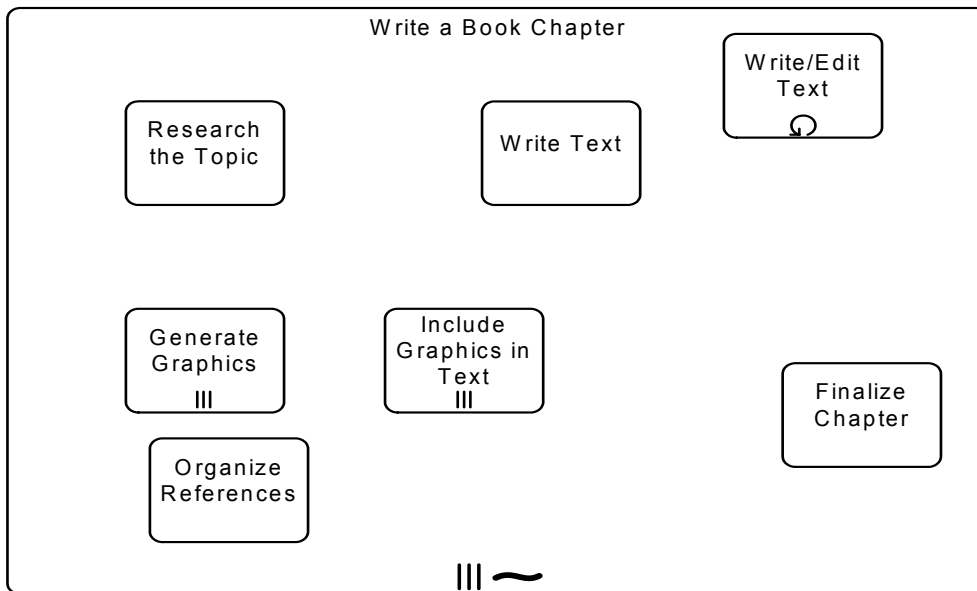 Write a Book Chapter
Write/Edit
Text
Research
the Topic
Write Text
Generate
Graphics
Include
Graphics in
Text
Finalize
Chapter
Organize
References